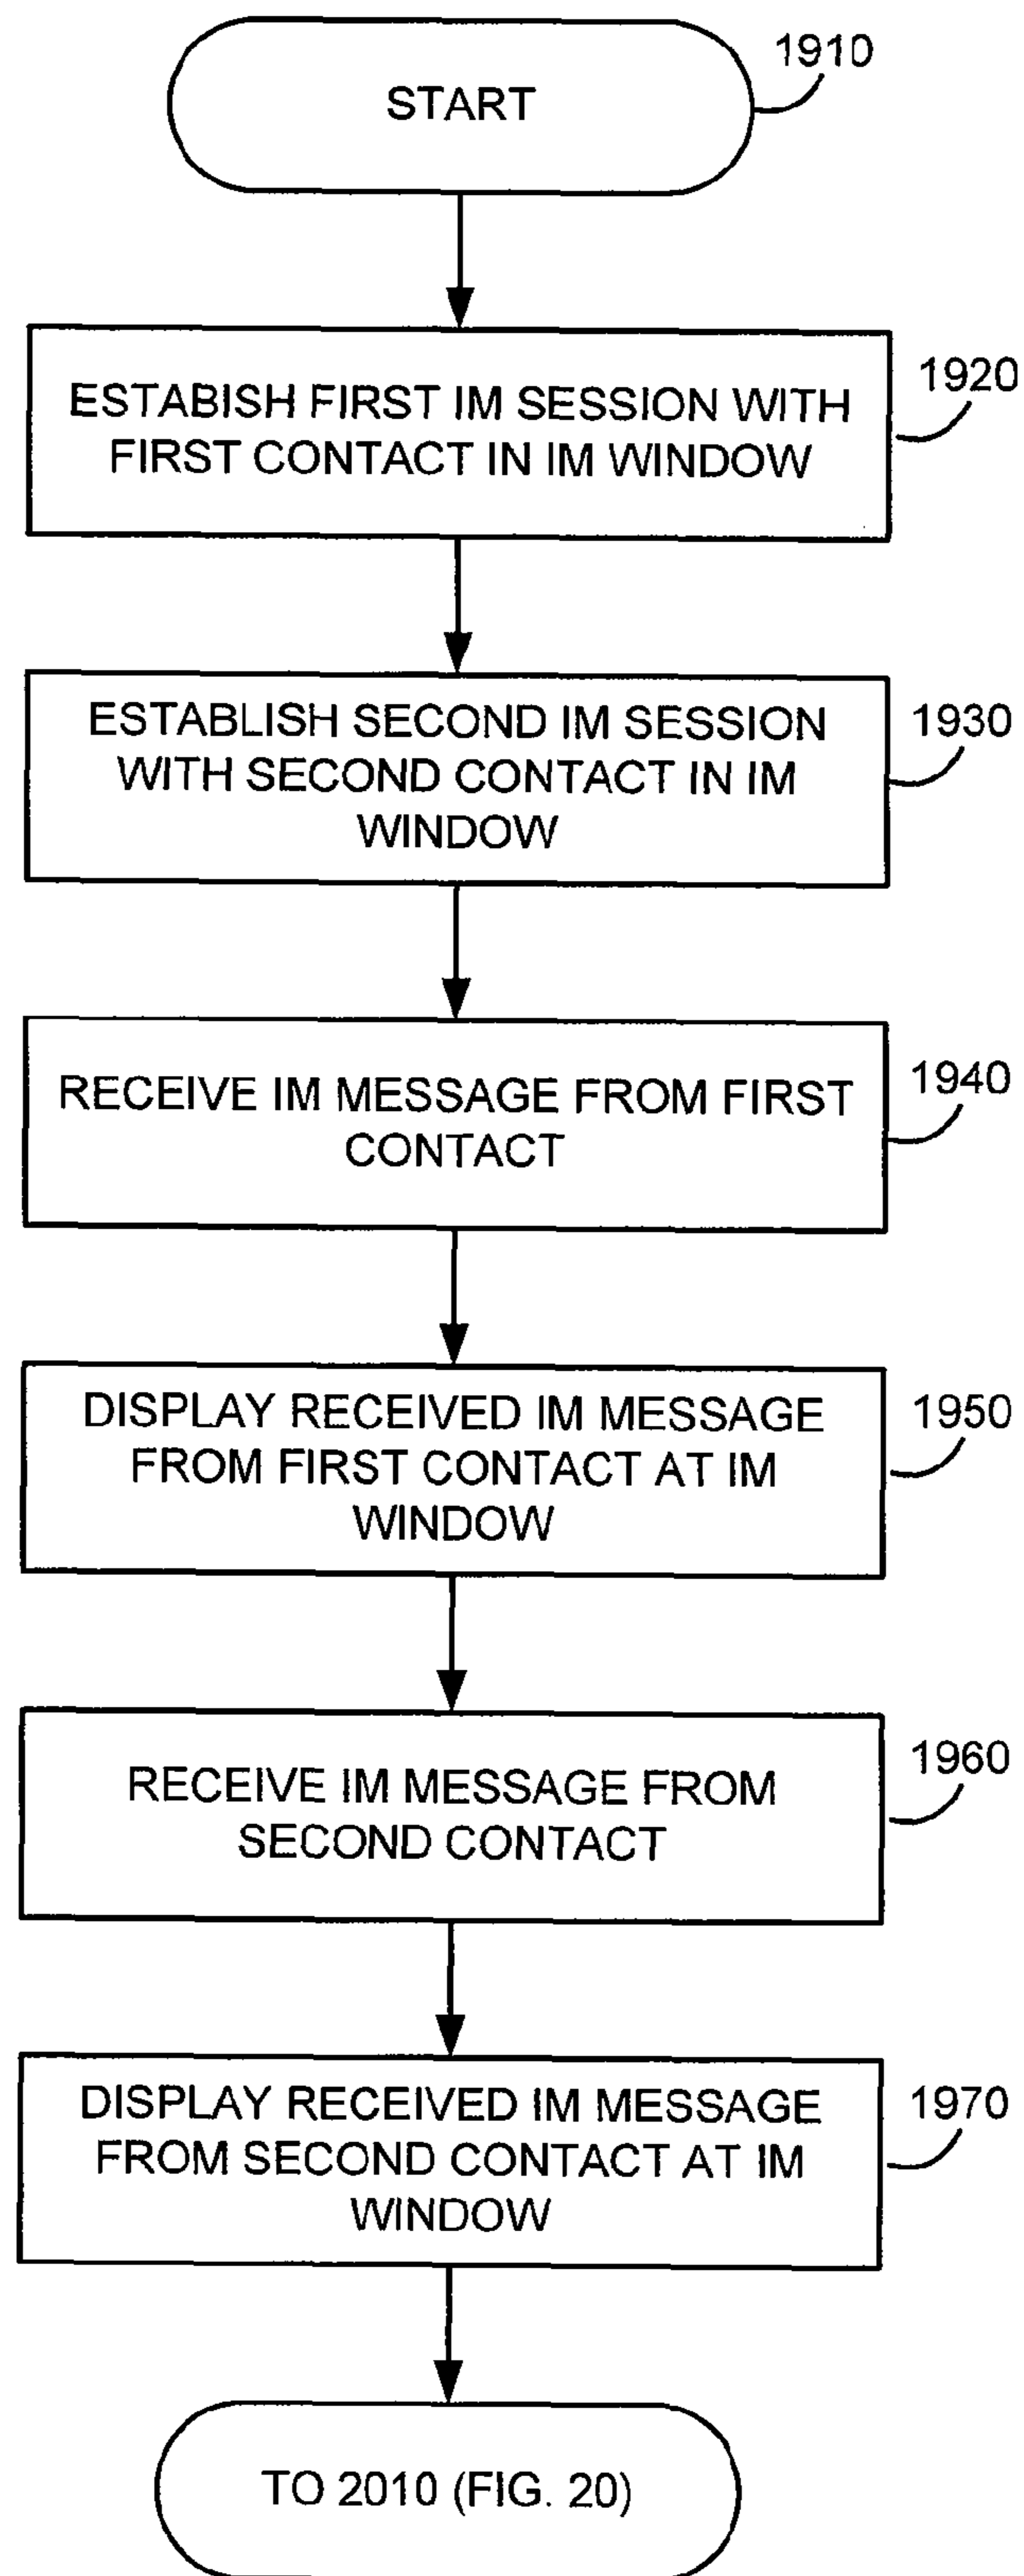 START
1910
ESTABISH FIRST IM SESSION WITH
FIRST CONTACT IN IM WINDOW
1920
ESTABLISH SECOND IM SESSION
WITH SECOND CONTACT IN IM
WINDOW
1930
RECEIVE IM MESSAGE FROM FIRST
CONTACT
1940
DISPLAY RECEIVED IM MESSAGE
FROM FIRST CONTACT AT IM
WINDOW
1950
RECEIVE IM MESSAGE FROM
SECOND CONTACT
1960
DISPLAY RECEIVED IM MESSAGE
FROM SECOND CONTACT AT IM
WINDOW
1970
TO 2010 (FIG. 20)